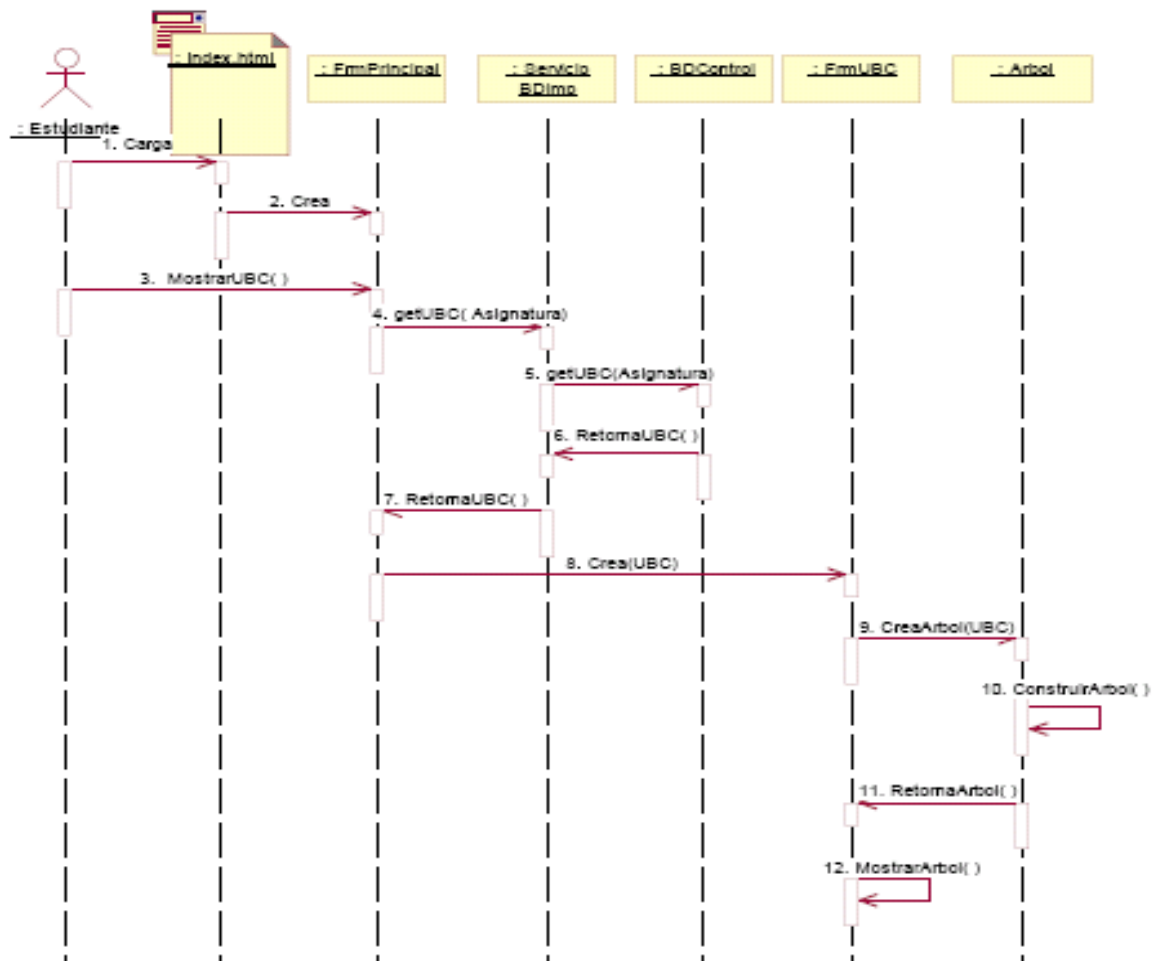 : Index.html
: FrmPrincipal
: Servicio
BDImp
: BDControl
: FrmUBC
: Arbol
: Estudiante
1. Carga
2. Crea
3. MostrarUBC( )
4. getUBC( Asignatura)
5. getUBC(Asignatura)
6. RetornaUBC( )
7. RetornaUBC( )
8. Crea(UBC)
9. CreaArbol(UBC)
10. ConstruirArbol( )
11. RetornaArbol( )
12. MostrarArbol( )